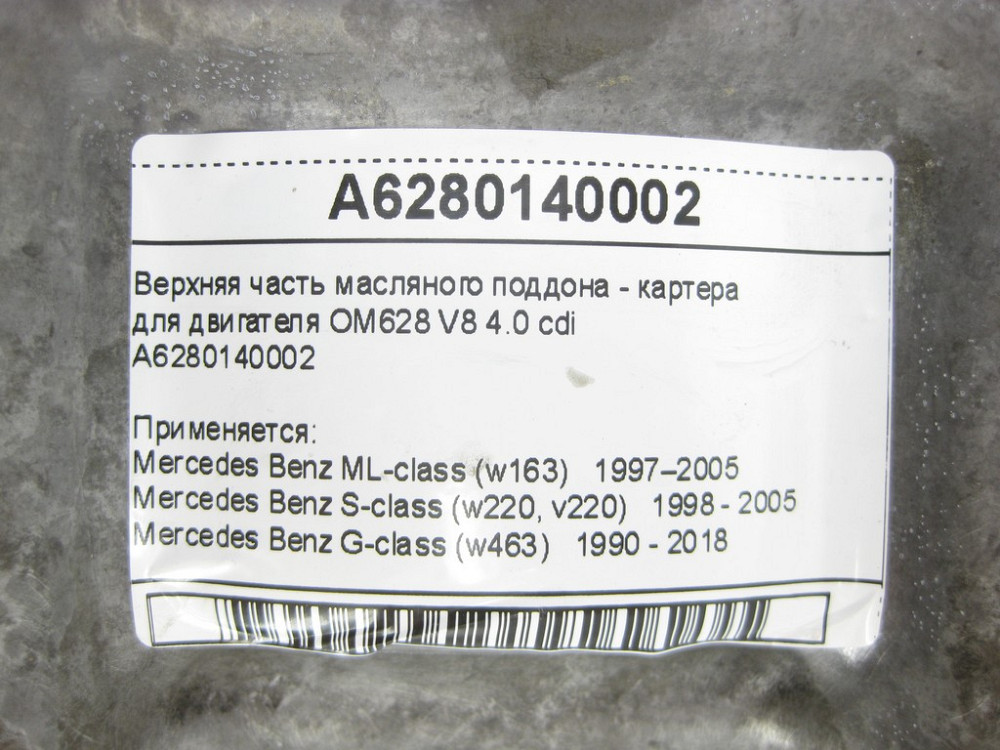 A6280140002
Верхняя часть масляного поддона - картера
для двигателя OM628 V8 4.0 cdi
A6280140002
Применяется:
Mercedes Benz ML-class (w163) 1997–2005
Mercedes Benz S-class (w220, v220) 1998 - 2005
Mercedes Benz G-class (w463) 1990 - 2018